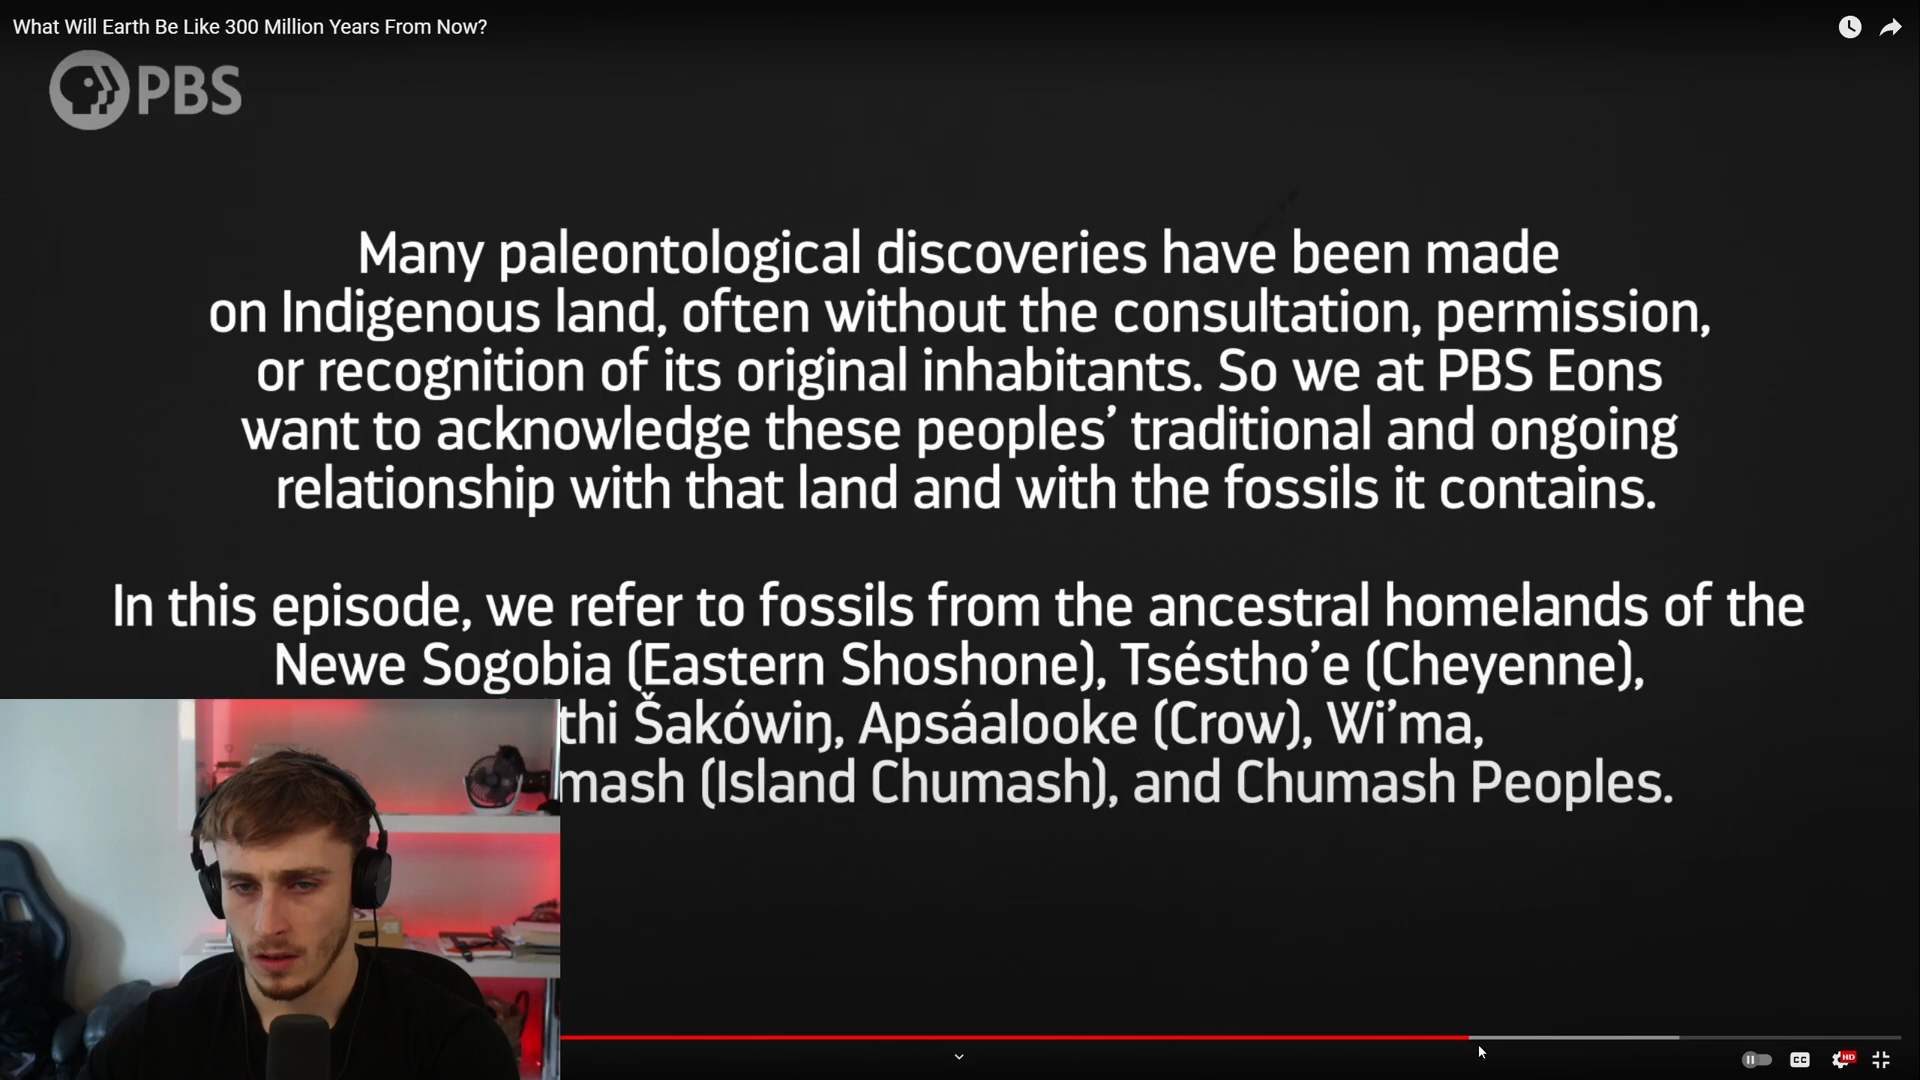 What Will Earth Be Like 300 Million Years From Now?
PBS
Many paleontological discoveries have been made
on Indigenous land, often without the consultation, permission,
or recognition of its original inhabitants. So we at PBS Eons
want to acknowledge these peoples’ traditional and ongoing
relationship with that land and with the fossils it contains.
In this episode, we refer to fossils from the ancestral homelands of the
Newe Sogobia (Eastern Shoshone), Tséstho’e (Cheyenne),
thi Šakówiŋ, Apsáalooke (Crow), Wi’ma,
mash (Island Chumash), and Chumash Peoples.
CC
HD